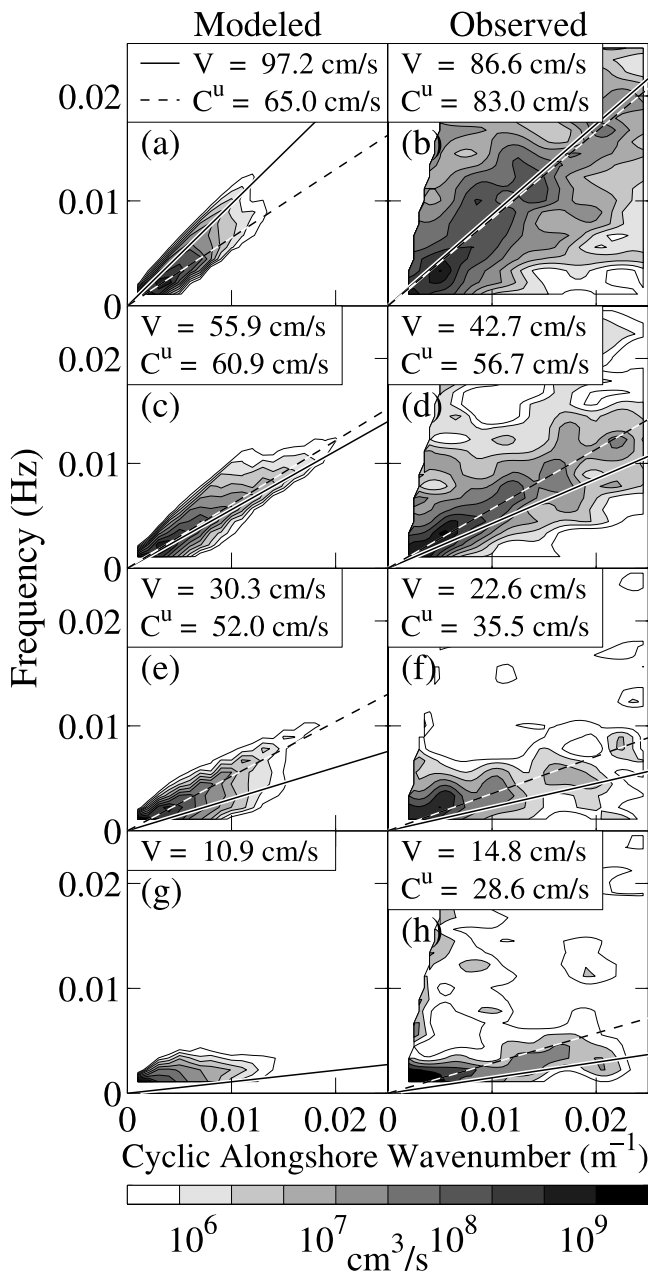 Modeled Observed
V = 97.2 cm/s
C^u = 65.0 cm/s
V = 86.6 cm/s
C^u = 83.0 cm/s
(a)
(b)
0.02
0.01
0
V = 55.9 cm/s
C^u = 60.9 cm/s
V = 42.7 cm/s
C^u = 56.7 cm/s
(c)
(d)
0.02
0.01
0
V = 30.3 cm/s
C^u = 52.0 cm/s
V = 22.6 cm/s
C^u = 35.5 cm/s
(e)
(f)
0.02
0.01
0
V = 10.9 cm/s
V = 14.8 cm/s
C^u = 28.6 cm/s
(g)
(h)
0.02
0.01
0
Frequency (Hz)
0 0.01 0.02 0 0.01 0.02
Cyclic Alongshore Wavenumber (m^-1)
10^6 10^7 10^8 10^9
cm^3/s